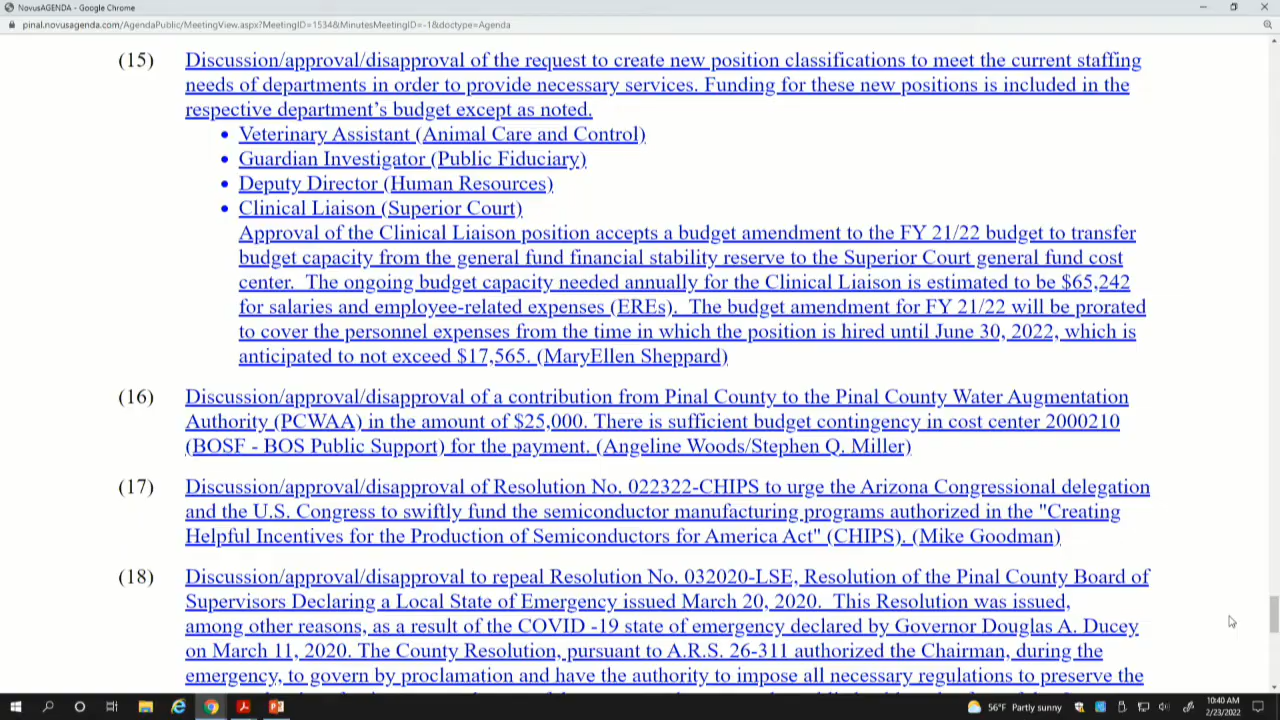 NovusAGENDA - Google Chrome
pinal.novusagenda.com/AgendaPublic/MeetingView.aspx?MeetingID=1534&MinutesMeetingID=-1&doctype=Agenda
(15) Discussion/approval/disapproval of the request to create new position classifications to meet the current staffing
needs of departments in order to provide necessary services. Funding for these new positions is included in the
respective department's budget except as noted.
• Veterinary Assistant (Animal Care and Control)
• Guardian Investigator (Public Fiduciary)
• Deputy Director (Human Resources)
• Clinical Liaison (Superior Court)
Approval of the Clinical Liaison position accepts a budget amendment to the FY 21/22 budget to transfer
budget capacity from the general fund financial stability reserve to the Superior Court general fund cost
center. The ongoing budget capacity needed annually for the Clinical Liaison is estimated to be $65,242
for salaries and employee-related expenses (EREs). The budget amendment for FY 21/22 will be prorated
to cover the personnel expenses from the time in which the position is hired until June 30, 2022, which is
anticipated to not exceed $17,565. (MaryEllen Sheppard)
(16) Discussion/approval/disapproval of a contribution from Pinal County to the Pinal County Water Augmentation
Authority (PCWAA) in the amount of $25,000. There is sufficient budget contingency in cost center 2000210
(BOSF - BOS Public Support) for the payment. (Angeline Woods/Stephen Q. Miller)
(17) Discussion/approval/disapproval of Resolution No. 022322-CHIPS to urge the Arizona Congressional delegation
and the U.S. Congress to swiftly fund the semiconductor manufacturing programs authorized in the "Creating
Helpful Incentives for the Production of Semiconductors for America Act" (CHIPS). (Mike Goodman)
(18) Discussion/approval/disapproval to repeal Resolution No. 032020-LSE, Resolution of the Pinal County Board of
Supervisors Declaring a Local State of Emergency issued March 20, 2020. This Resolution was issued,
among other reasons, as a result of the COVID -19 state of emergency declared by Governor Douglas A. Ducey
on March 11, 2020. The County Resolution, pursuant to A.R.S. 26-311 authorized the Chairman, during the
emergency, to govern by proclamation and have the authority to impose all necessary regulations to preserve the
56°F Partly sunny
10:40 AM
2/23/2022